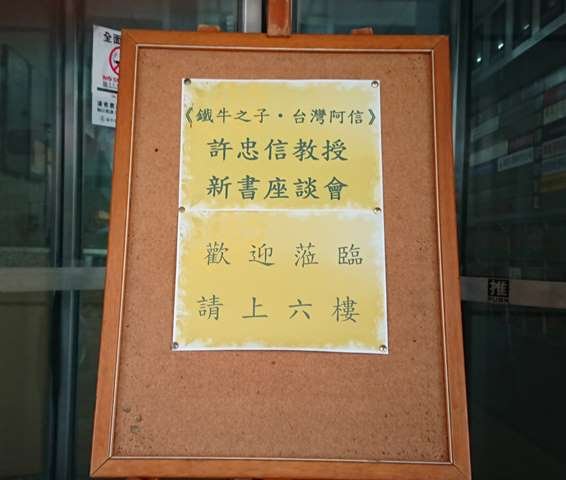 全面
《鐵牛之子・台灣阿信》
許忠信教授
新書座談會
歡迎蒞臨
請上六樓
推